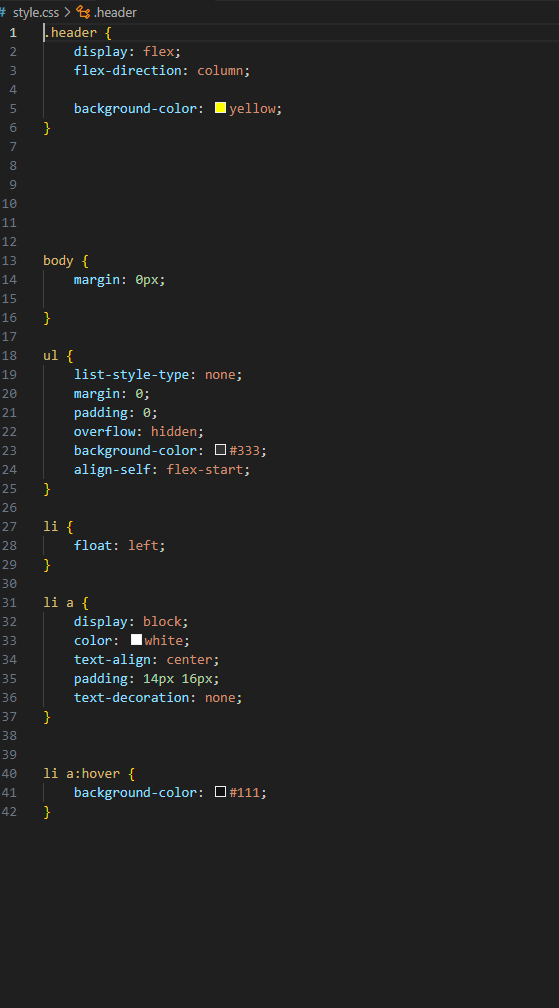 # style.css > .header
1 .header {
2     display: flex;
3     flex-direction: column;
4
5     background-color: yellow;
6 }
7
8
9
10
11
12
13 body {
14     margin: 0px;
15
16 }
17
18 ul {
19     list-style-type: none;
20     margin: 0;
21     padding: 0;
22     overflow: hidden;
23     background-color: #333;
24     align-self: flex-start;
25 }
26
27 li {
28     float: left;
29 }
30
31 li a {
32     display: block;
33     color: white;
34     text-align: center;
35     padding: 14px 16px;
36     text-decoration: none;
37 }
38
39
40 li a:hover {
41     background-color: #111;
42 }